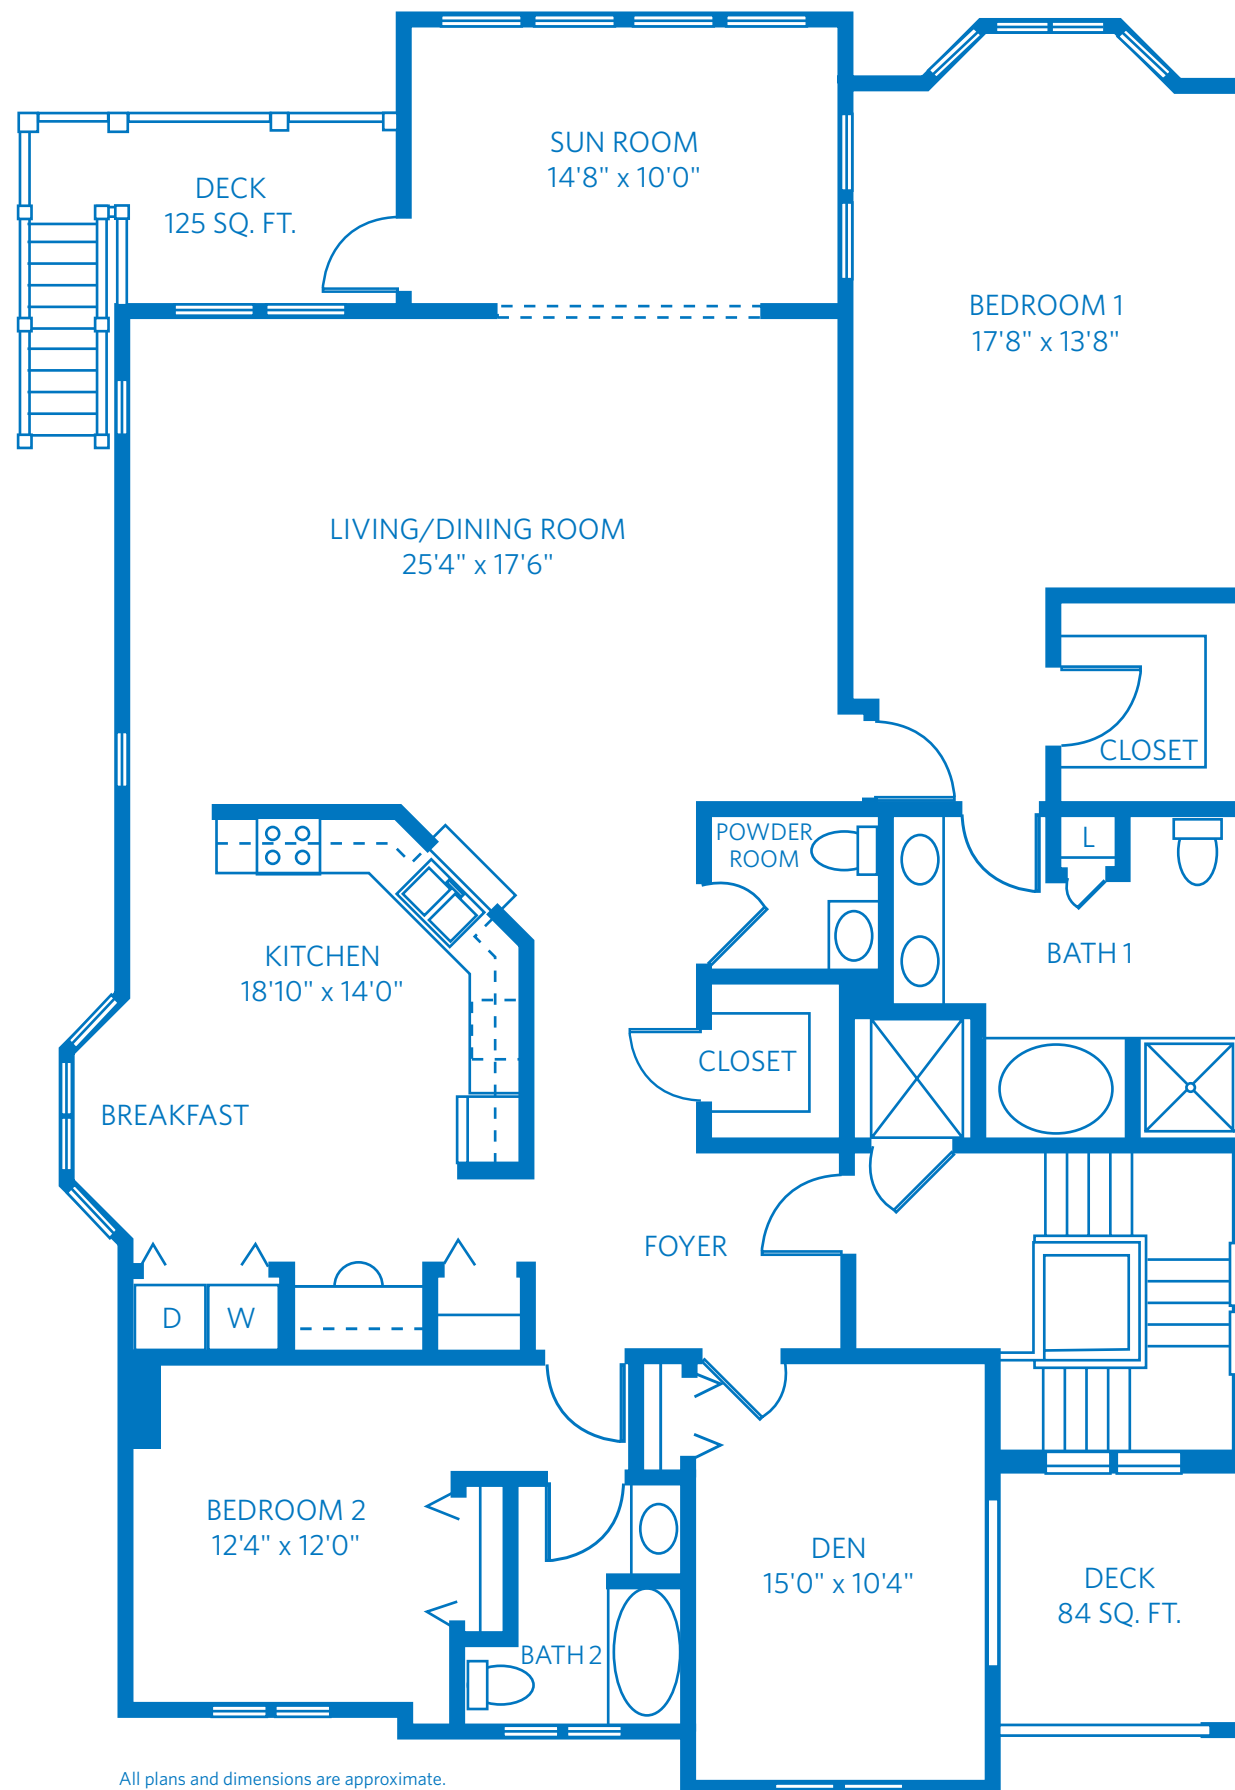 SUN ROOM
14'8" x 10'0"
DECK
125 SQ. FT.
BEDROOM 1
17'8" x 13'8"
LIVING/DINING ROOM
25'4" x 17'6"
CLOSET
POWDER
ROOM
L
KITCHEN
18'10" x 14'0"
BATH 1
CLOSET
BREAKFAST
FOYER
D
W
BEDROOM 2
12'4" x 12'0"
DEN
15'0" x 10'4"
DECK
84 SQ. FT.
BATH 2
All plans and dimensions are approximate.